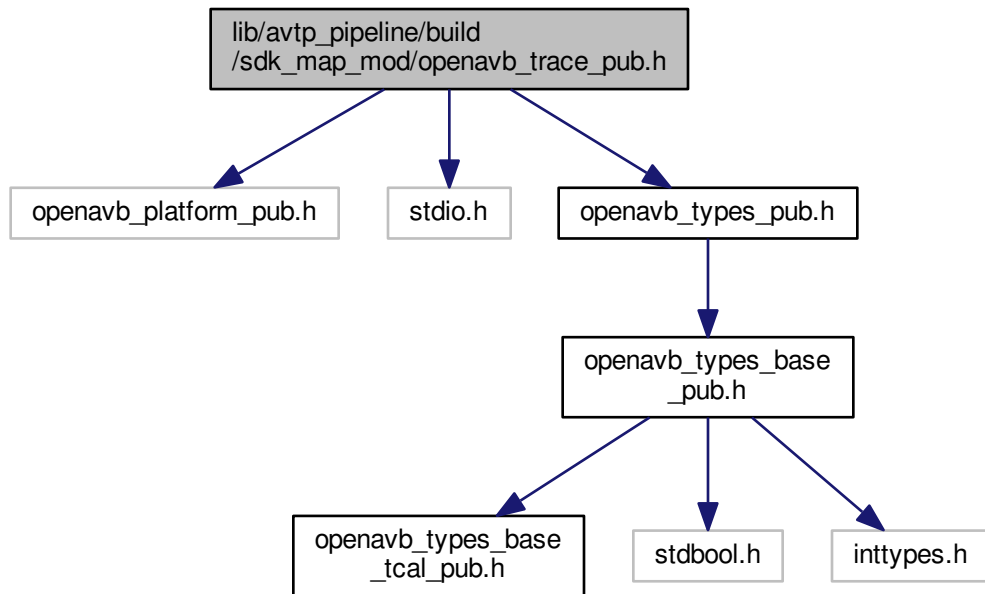 lib/avtp_pipeline/build
/sdk_map_mod/openavb_trace_pub.h
openavb_platform_pub.h
stdio.h
openavb_types_pub.h
openavb_types_base
_pub.h
openavb_types_base
_tcal_pub.h
stdbool.h
inttypes.h